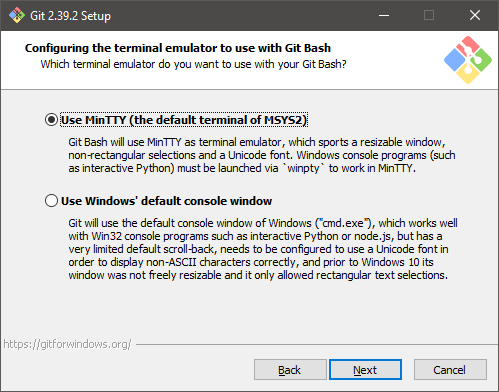 Git 2.39.2 Setup
Configuring the terminal emulator to use with Git Bash
Which terminal emulator do you want to use with your Git Bash?
Use MinTTY (the default terminal of MSYS2)
Git Bash will use MinTTY as terminal emulator, which sports a resizable window,
non-rectangular selections and a Unicode font. Windows console programs (such
as interactive Python) must be launched via `winpty` to work in MinTTY.
Use Windows' default console window
Git will use the default console window of Windows ("cmd.exe"), which works well
with Win32 console programs such as interactive Python or node.js, but has a
very limited default scroll-back, needs to be configured to use a Unicode font in
order to display non-ASCII characters correctly, and prior to Windows 10 its
window was not freely resizable and it only allowed rectangular text selections.
https://gitforwindows.org/
Back
Next
Cancel